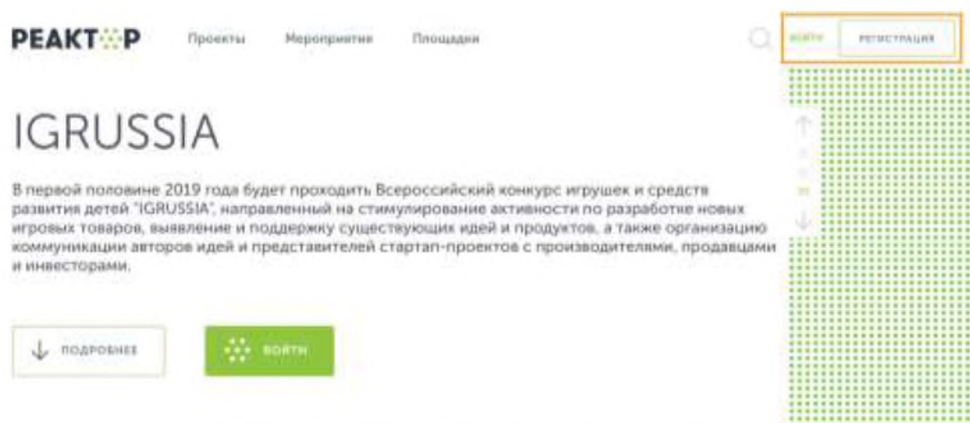 РЕАКТОР
Проекты Мероприятия Площадки
ВОЙТИ РЕГИСТРАЦИЯ
IGRUSSIA
В первой половине 2019 года будет проходить Всероссийский конкурс игрушек и средств
развития детей "IGRUSSIA", направленный на стимулирование активности по разработке новых
игровых товаров, выявление и поддержку существующих идей и продуктов, а также организацию
коммуникации авторов идей и представителей стартап-проектов с производителями, продавцами
и инвесторами.
ПОДРОБНЕЕ ВОЙТИ